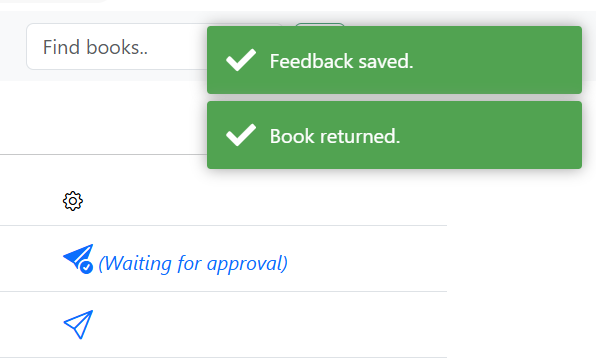 Find books..
Feedback saved.
Book returned.
(Waiting for approval)